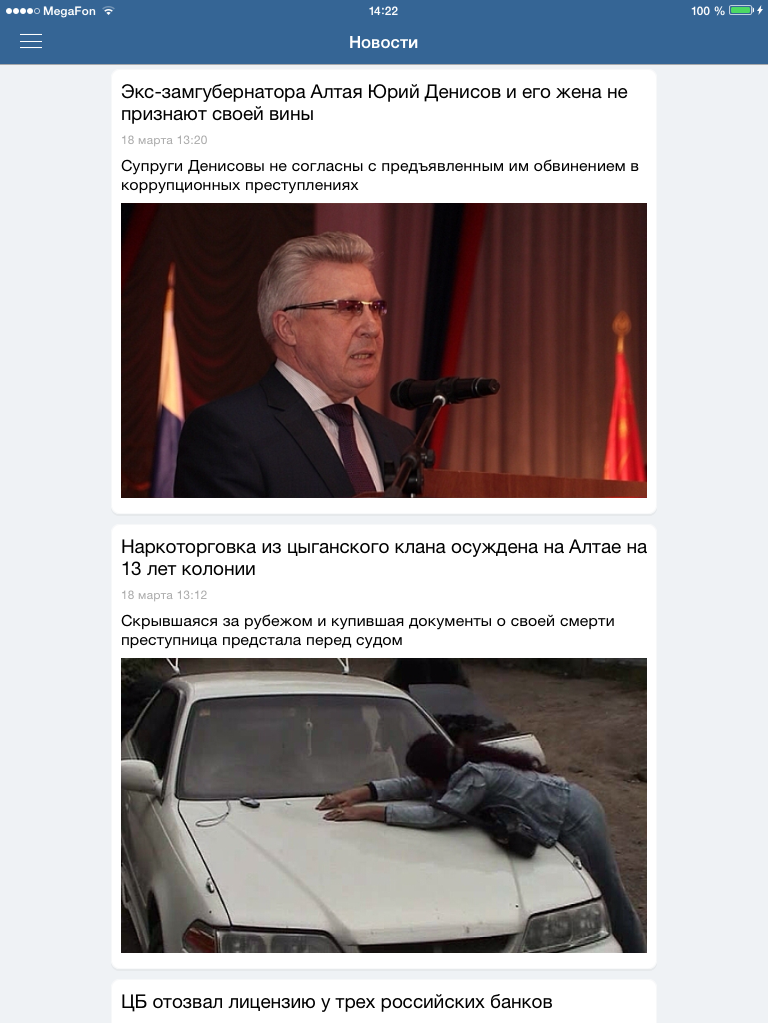 MegaFon 14:22 100 %
Новости
Экс-замгубернатора Алтая Юрий Денисов и его жена не
признают своей вины
18 марта 13:20
Супруги Денисовы не согласны с предъявленным им обвинением в
коррупционных преступлениях
Наркоторговка из цыганского клана осуждена на Алтае на
13 лет колонии
18 марта 13:12
Скрывшаяся за рубежом и купившая документы о своей смерти
преступница предстала перед судом
ЦБ отозвал лицензию у трех российских банков